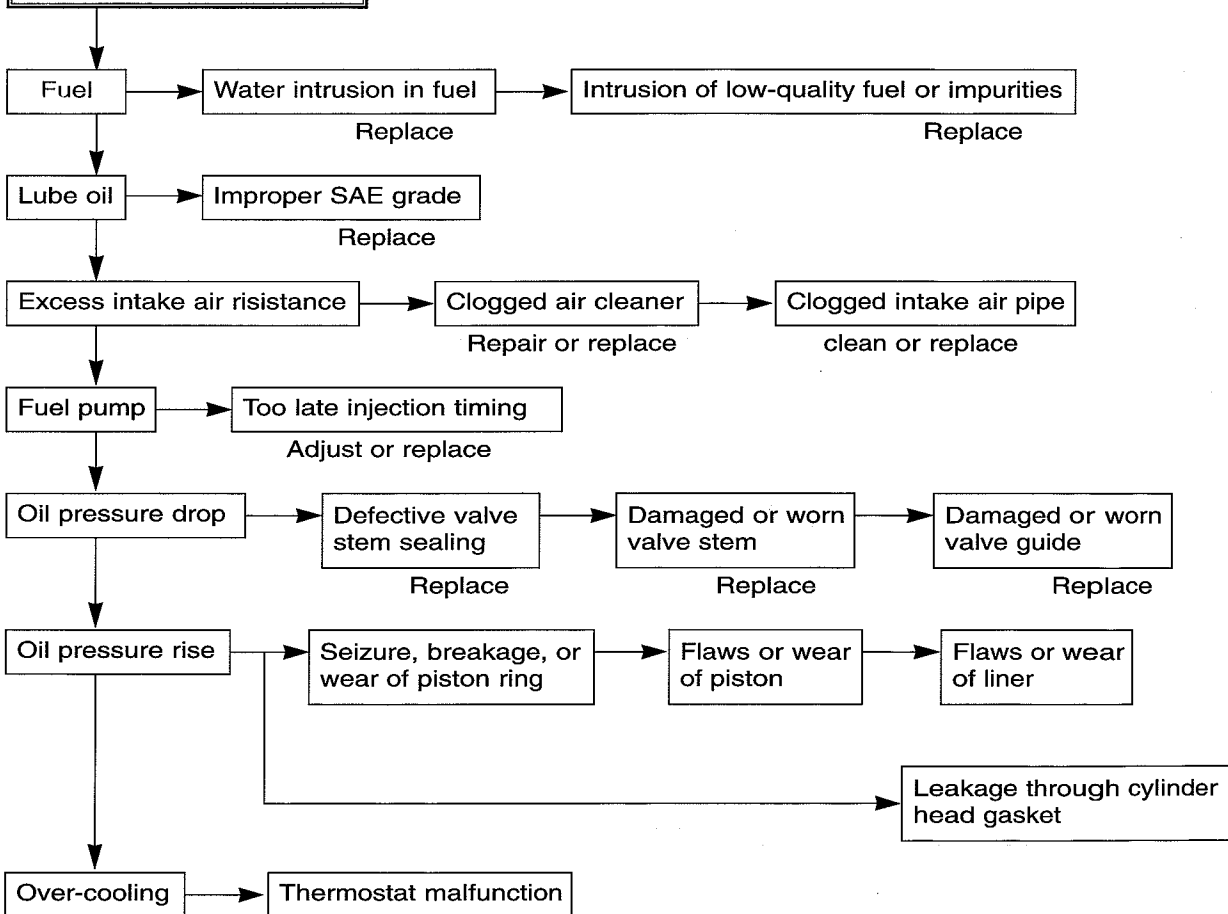 Fuel
Water intrusion in fuel
Intrusion of low-quality fuel or impurities
Replace
Replace
Lube oil
Improper SAE grade
Replace
Excess intake air risistance
Clogged air cleaner
Clogged intake air pipe
Repair or replace
clean or replace
Fuel pump
Too late injection timing
Adjust or replace
Oil pressure drop
Defective valve
stem sealing
Damaged or worn
valve stem
Damaged or worn
valve guide
Replace
Replace
Replace
Oil pressure rise
Seizure, breakage, or
wear of piston ring
Flaws or wear
of piston
Flaws or wear
of liner
Leakage through cylinder
head gasket
Over-cooling
Thermostat malfunction